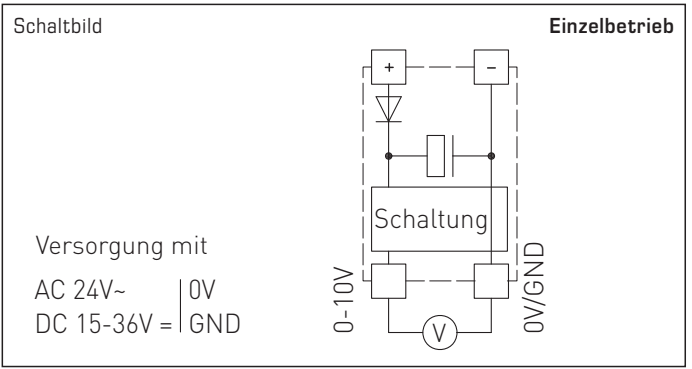 Schaltbild
Einzelbetrieb
+ −
Schaltung
Versorgung mit
AC 24V~ | 0V
DC 15-36V = | GND
0-10V
0V/GND
V